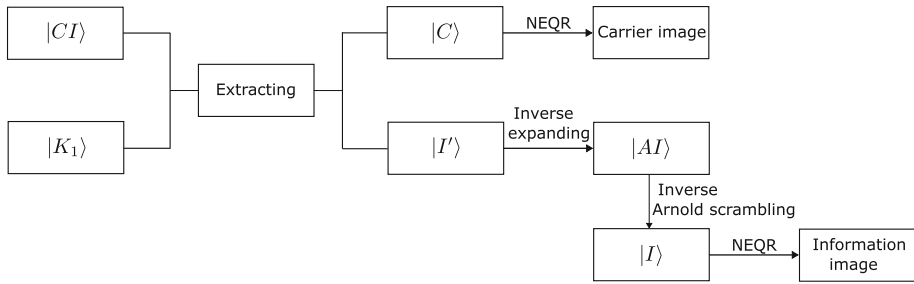 |CI⟩
|C⟩
NEQR
Carrier image
Extracting
|K₁⟩
|I′⟩
Inverse
expanding
|AI⟩
Inverse
Arnold scrambling
|I⟩
NEQR
Information
image